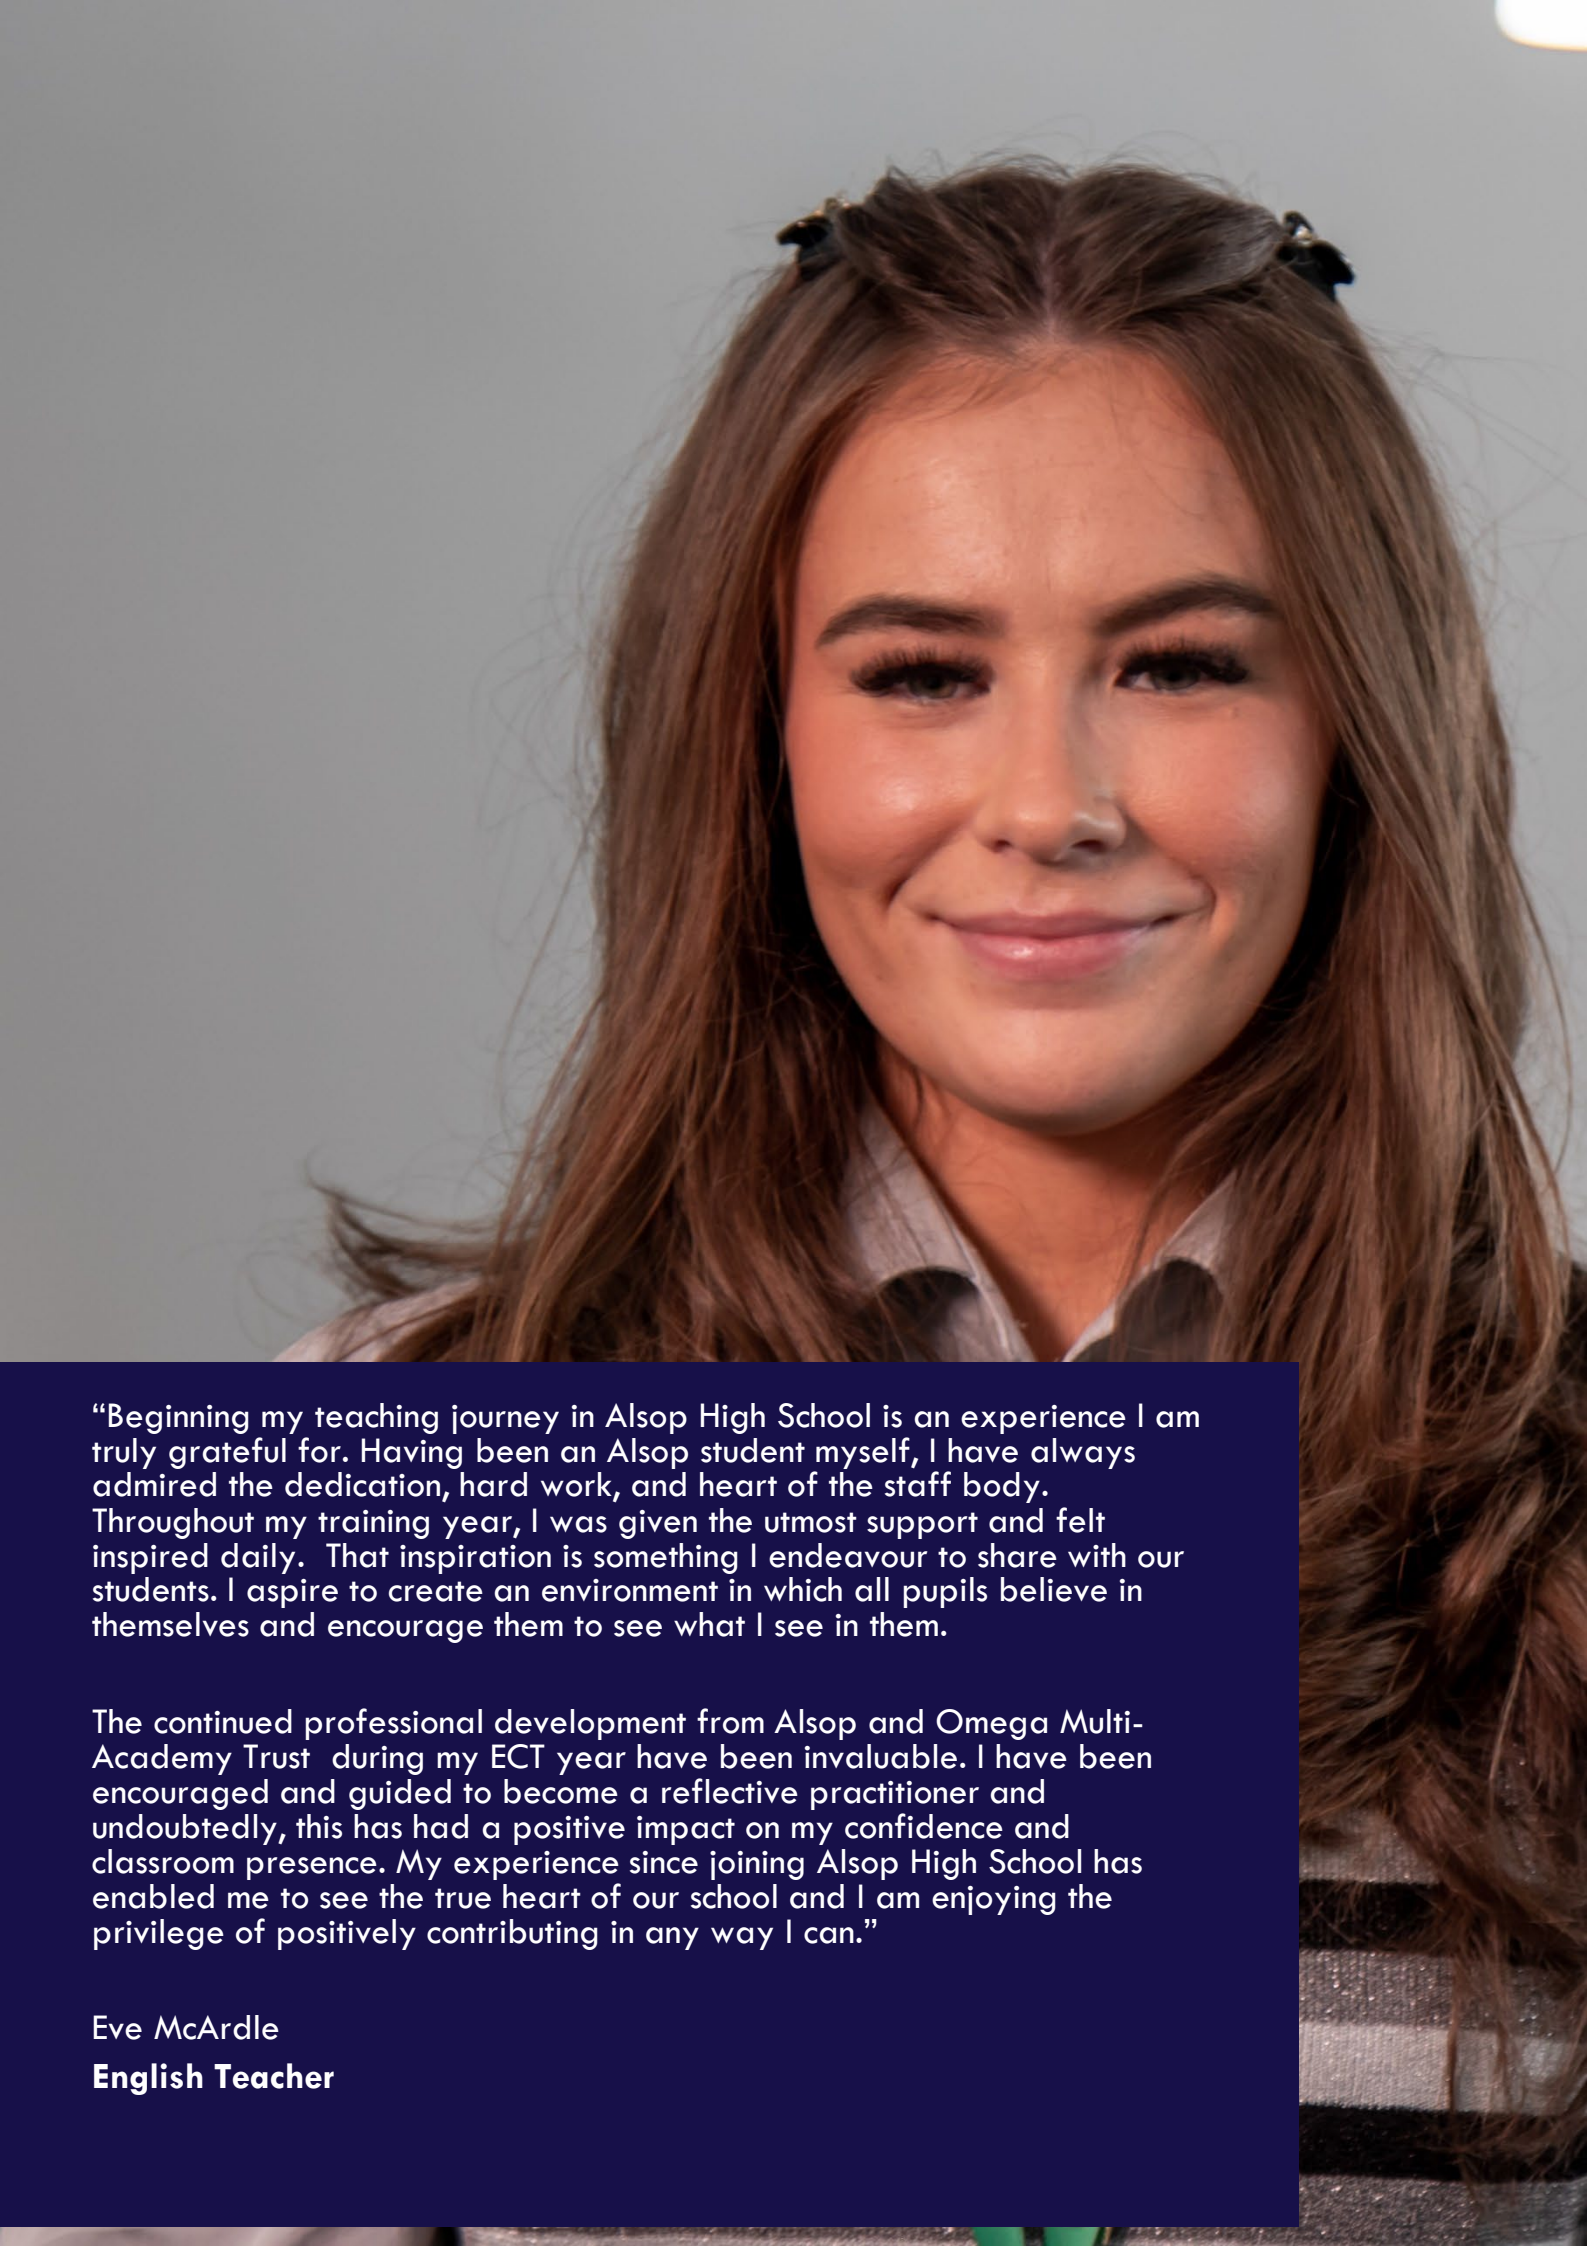 “Beginning my teaching journey in Alsop High School is an experience I am
truly grateful for. Having been an Alsop student myself, I have always
admired the dedication, hard work, and heart of the staff body.
Throughout my training year, I was given the utmost support and felt
inspired daily.  That inspiration is something I endeavour to share with our
students. I aspire to create an environment in which all pupils believe in
themselves and encourage them to see what I see in them.
The continued professional development from Alsop and Omega Multi-
Academy Trust  during my ECT year have been invaluable. I have been
encouraged and guided to become a reflective practitioner and
undoubtedly, this has had a positive impact on my confidence and
classroom presence. My experience since joining Alsop High School has
enabled me to see the true heart of our school and I am enjoying the
privilege of positively contributing in any way I can.”
Eve McArdle
English Teacher